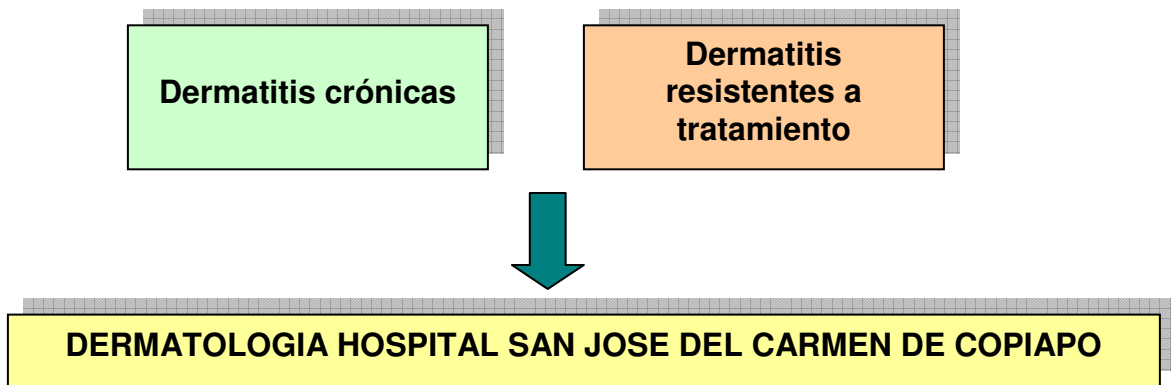 Dermatitis crónicas
Dermatitis
resistentes a
tratamiento
DERMATOLOGIA HOSPITAL SAN JOSE DEL CARMEN DE COPIAPO